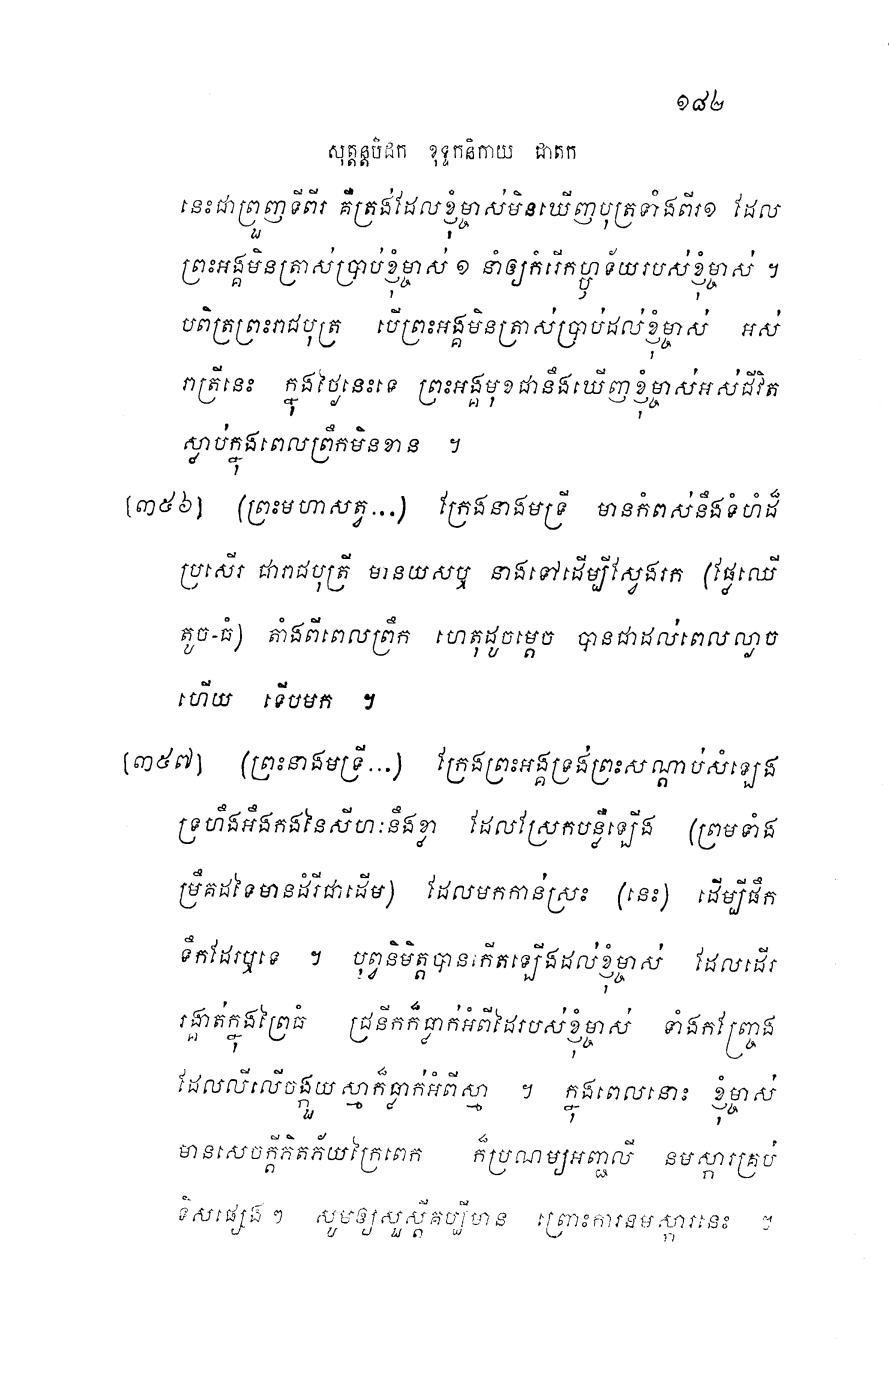 ១៨២
សុត្តន្តបិដក ខុទ្ទកនិកាយ ជាតក
នេះជាព្រួញទីពីរ គឺត្រង់ដែលខ្ញុំម្ចាស់មិនឃើញបុត្រទាំងពីរ១ ដែល
ព្រះអង្គមិនត្រាស់ប្រាប់ខ្ញុំម្ចាស់ ១ នាំឲ្យកំរើកហ្ឫទ័យរបស់ខ្ញុំម្ចាស់ ។
បពិត្រព្រះរាជបុត្រ បើព្រះអង្គមិនត្រាស់ប្រាប់ដល់ខ្ញុំម្ចាស់ អស់
រាត្រីនេះ ក្នុងថ្ងៃនេះទេ ព្រះអង្គមុខជានឹងឃើញខ្ញុំម្ចាស់អស់ជីវិត
ស្លាប់ក្នុងពេលព្រឹកមិនខាន ។
[៣៥៦] (ព្រះមហាសត្វ...) ក្រែងនាងមទ្រី មានកំពស់នឹងទំហំដ៏
ប្រសើរ ជារាជបុត្រី មានយសឬ នាងទៅដើម្បីស្វែងរក (ផ្លែឈើ
តូច-ធំ) តាំងពីពេលព្រឹក ហេតុដូចម្តេច បានជាដល់ពេលល្ងាច
ហើយ ទើបមក ។
[៣៥៧] (ព្រះនាងមទ្រី...) ក្រែងព្រះអង្គទ្រង់ព្រះសណ្តាប់សំឡេង
ទ្រហឹងអឹងកងនៃសីហៈនឹងខ្លា ដែលស្រែកបន្លឺឡើង (ព្រមទាំង
ម្រឹគដទៃមានដំរីជាដើម) ដែលមកកាន់ស្រះ (នេះ) ដើម្បីផឹក
ទឹកដែរឬទេ ។ បុព្វនិមិត្តបានកើតឡើងដល់ខ្ញុំម្ចាស់ ដែលដើរ
រង្គាត់ក្នុងព្រៃធំ ជ្រនីកក៏ធ្លាក់អំពីដៃរបស់ខ្ញុំម្ចាស់ ទាំងកញ្ជ្រែង
ដែលលីលើចង្កួយស្មាក៏ធ្លាក់អំពីស្មា ។ ក្នុងពេលនោះ ខ្ញុំម្ចាស់
មានសេចក្តីភិតភ័យក្រៃពេក ក៏ប្រណម្យអញ្ជលី នមស្ការគ្រប់
ទិសផ្សេងៗ សូមឲ្យសួស្តីគប្បីមាន ព្រោះការនមស្ការនេះ ។